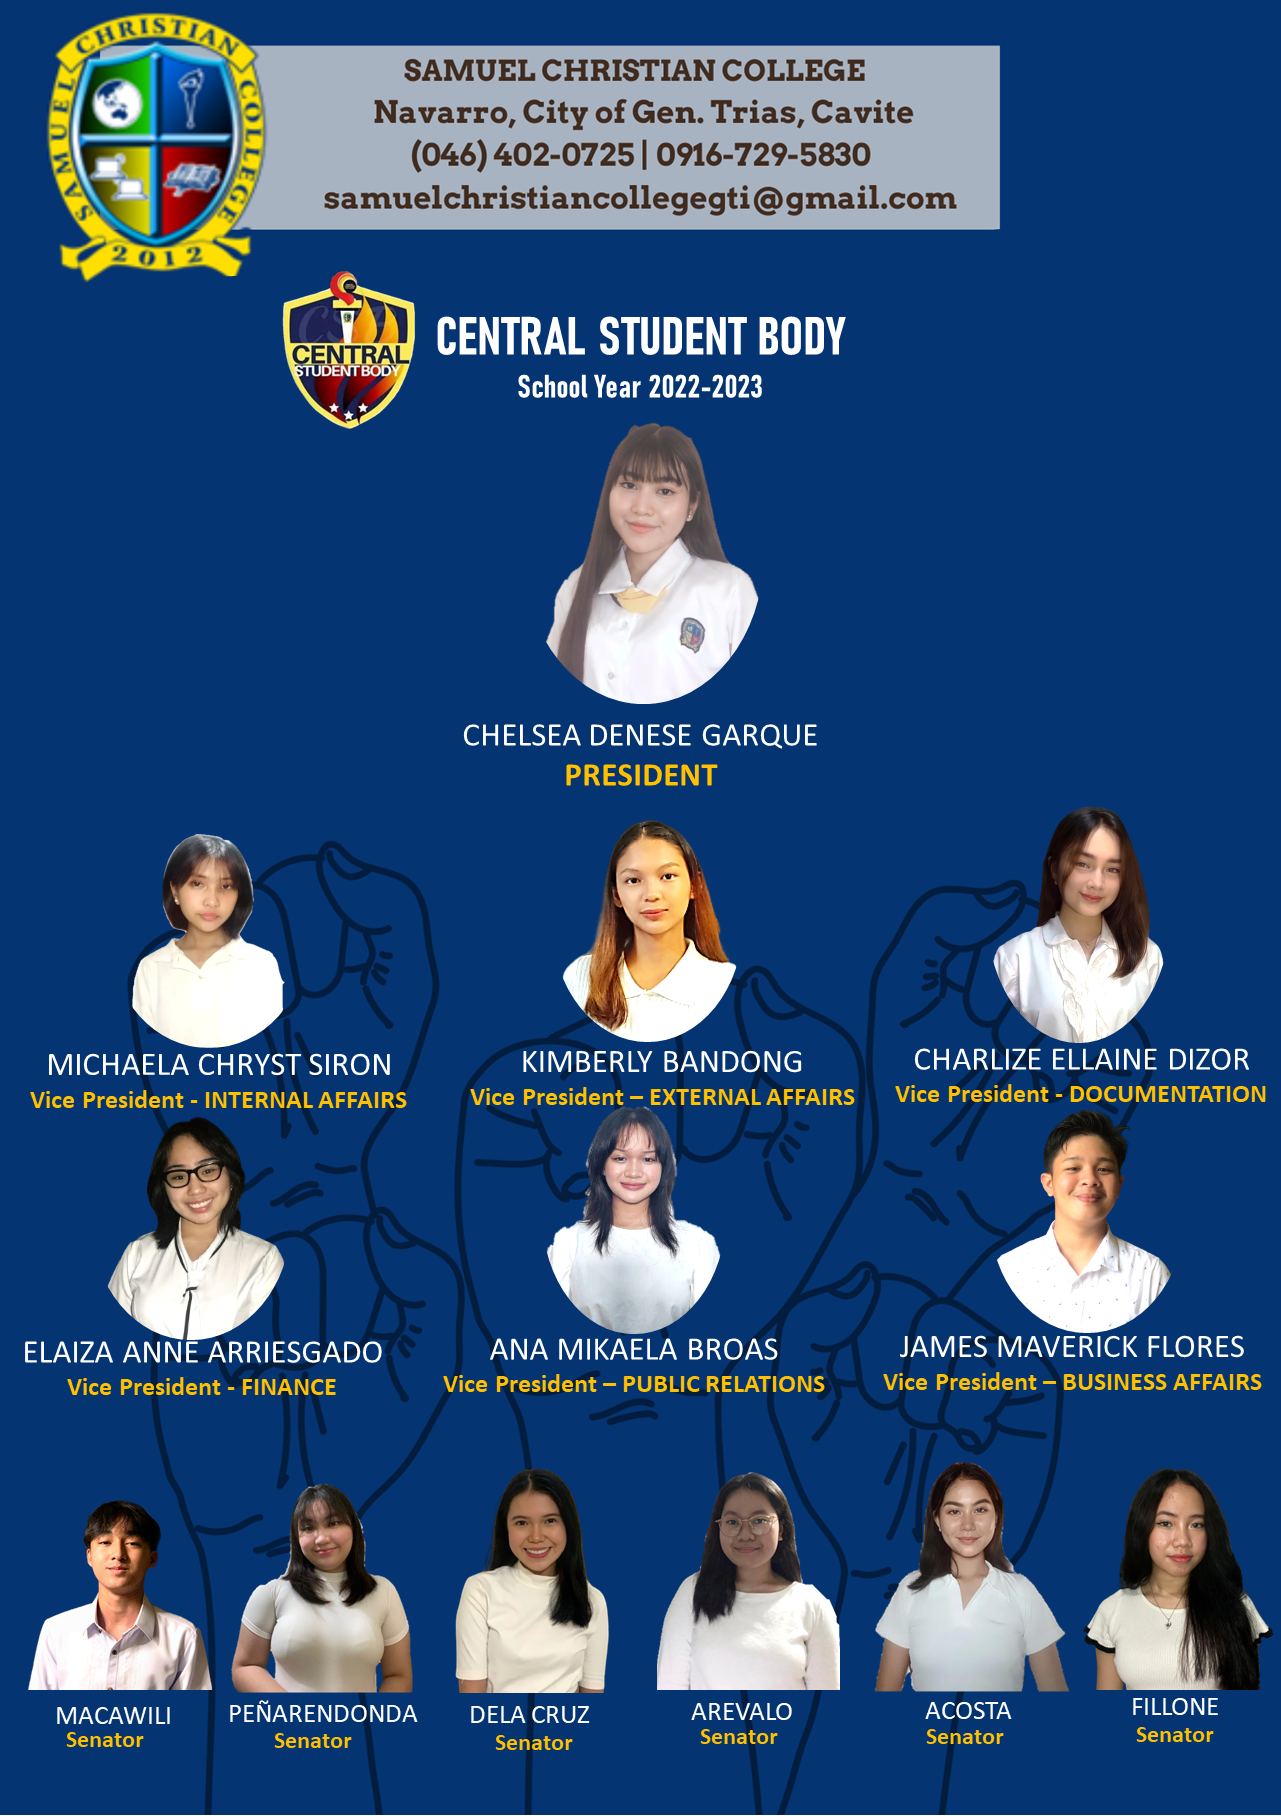 SAMUEL CHRISTIAN COLLEGE
2012
SAMUEL CHRISTIAN COLLEGE
Navarro, City of Gen. Trias, Cavite
(046) 402-0725 | 0916-729-5830
samuelchristiancollegegti@gmail.com
CSB
CENTRAL
STUDENT BODY
CENTRAL STUDENT BODY
School Year 2022-2023
CHELSEA DENESE GARQUE
PRESIDENT
MICHAELA CHRYST SIRON
Vice President - INTERNAL AFFAIRS
KIMBERLY BANDONG
Vice President – EXTERNAL AFFAIRS
CHARLIZE ELLAINE DIZOR
Vice President - DOCUMENTATION
ELAIZA ANNE ARRIESGADO
Vice President - FINANCE
ANA MIKAELA BROAS
Vice President – PUBLIC RELATIONS
JAMES MAVERICK FLORES
Vice President – BUSINESS AFFAIRS
MACAWILI
Senator
PEÑARENDONDA
Senator
DELA CRUZ
Senator
AREVALO
Senator
ACOSTA
Senator
FILLONE
Senator